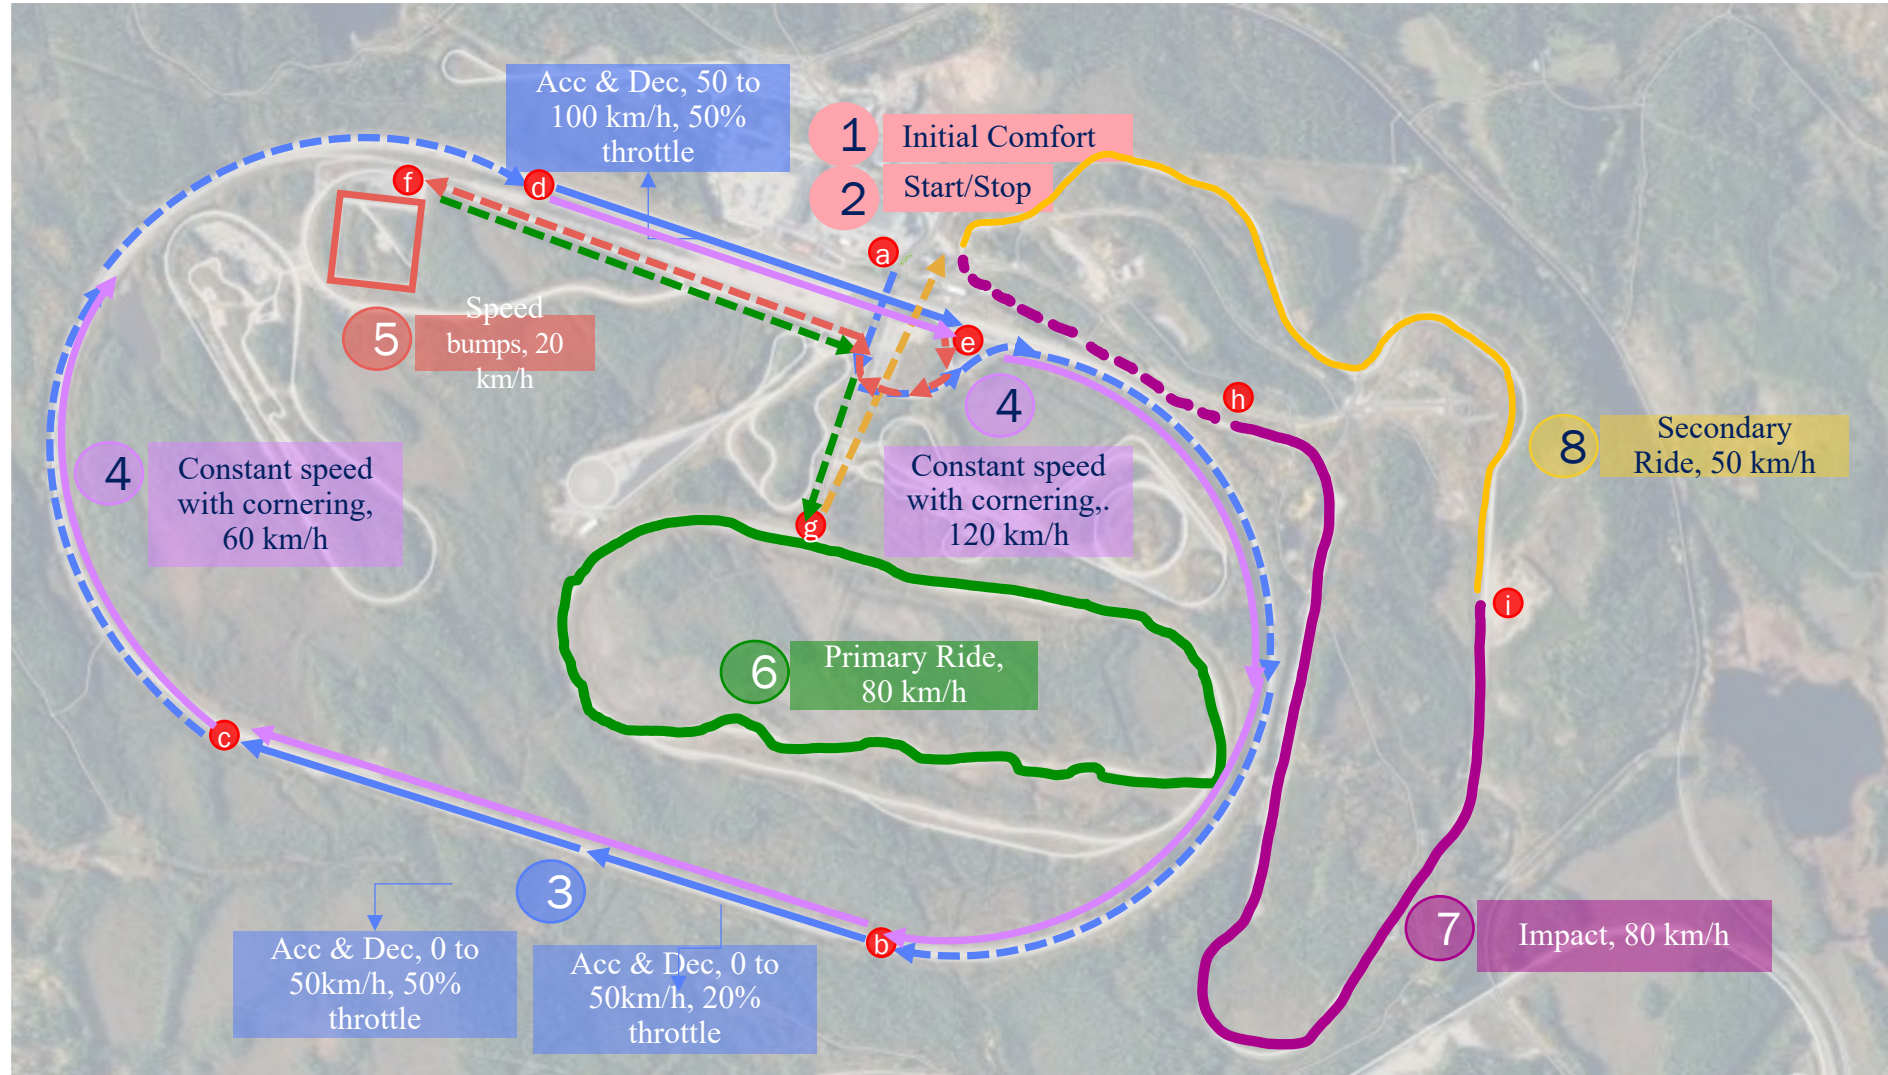 Acc & Dec, 50 to
100 km/h, 50%
throttle
1
Initial Comfort
2
Start/Stop
f
d
a
e
5
Speed
bumps, 20
km/h
4
h
4
Constant speed
with cornering,
60 km/h
Constant speed
with cornering,.
120 km/h
8
Secondary
Ride, 50 km/h
g
i
6
Primary Ride,
80 km/h
c
3
b
7
Impact, 80 km/h
Acc & Dec, 0 to
50km/h, 50%
throttle
Acc & Dec, 0 to
50km/h, 20%
throttle